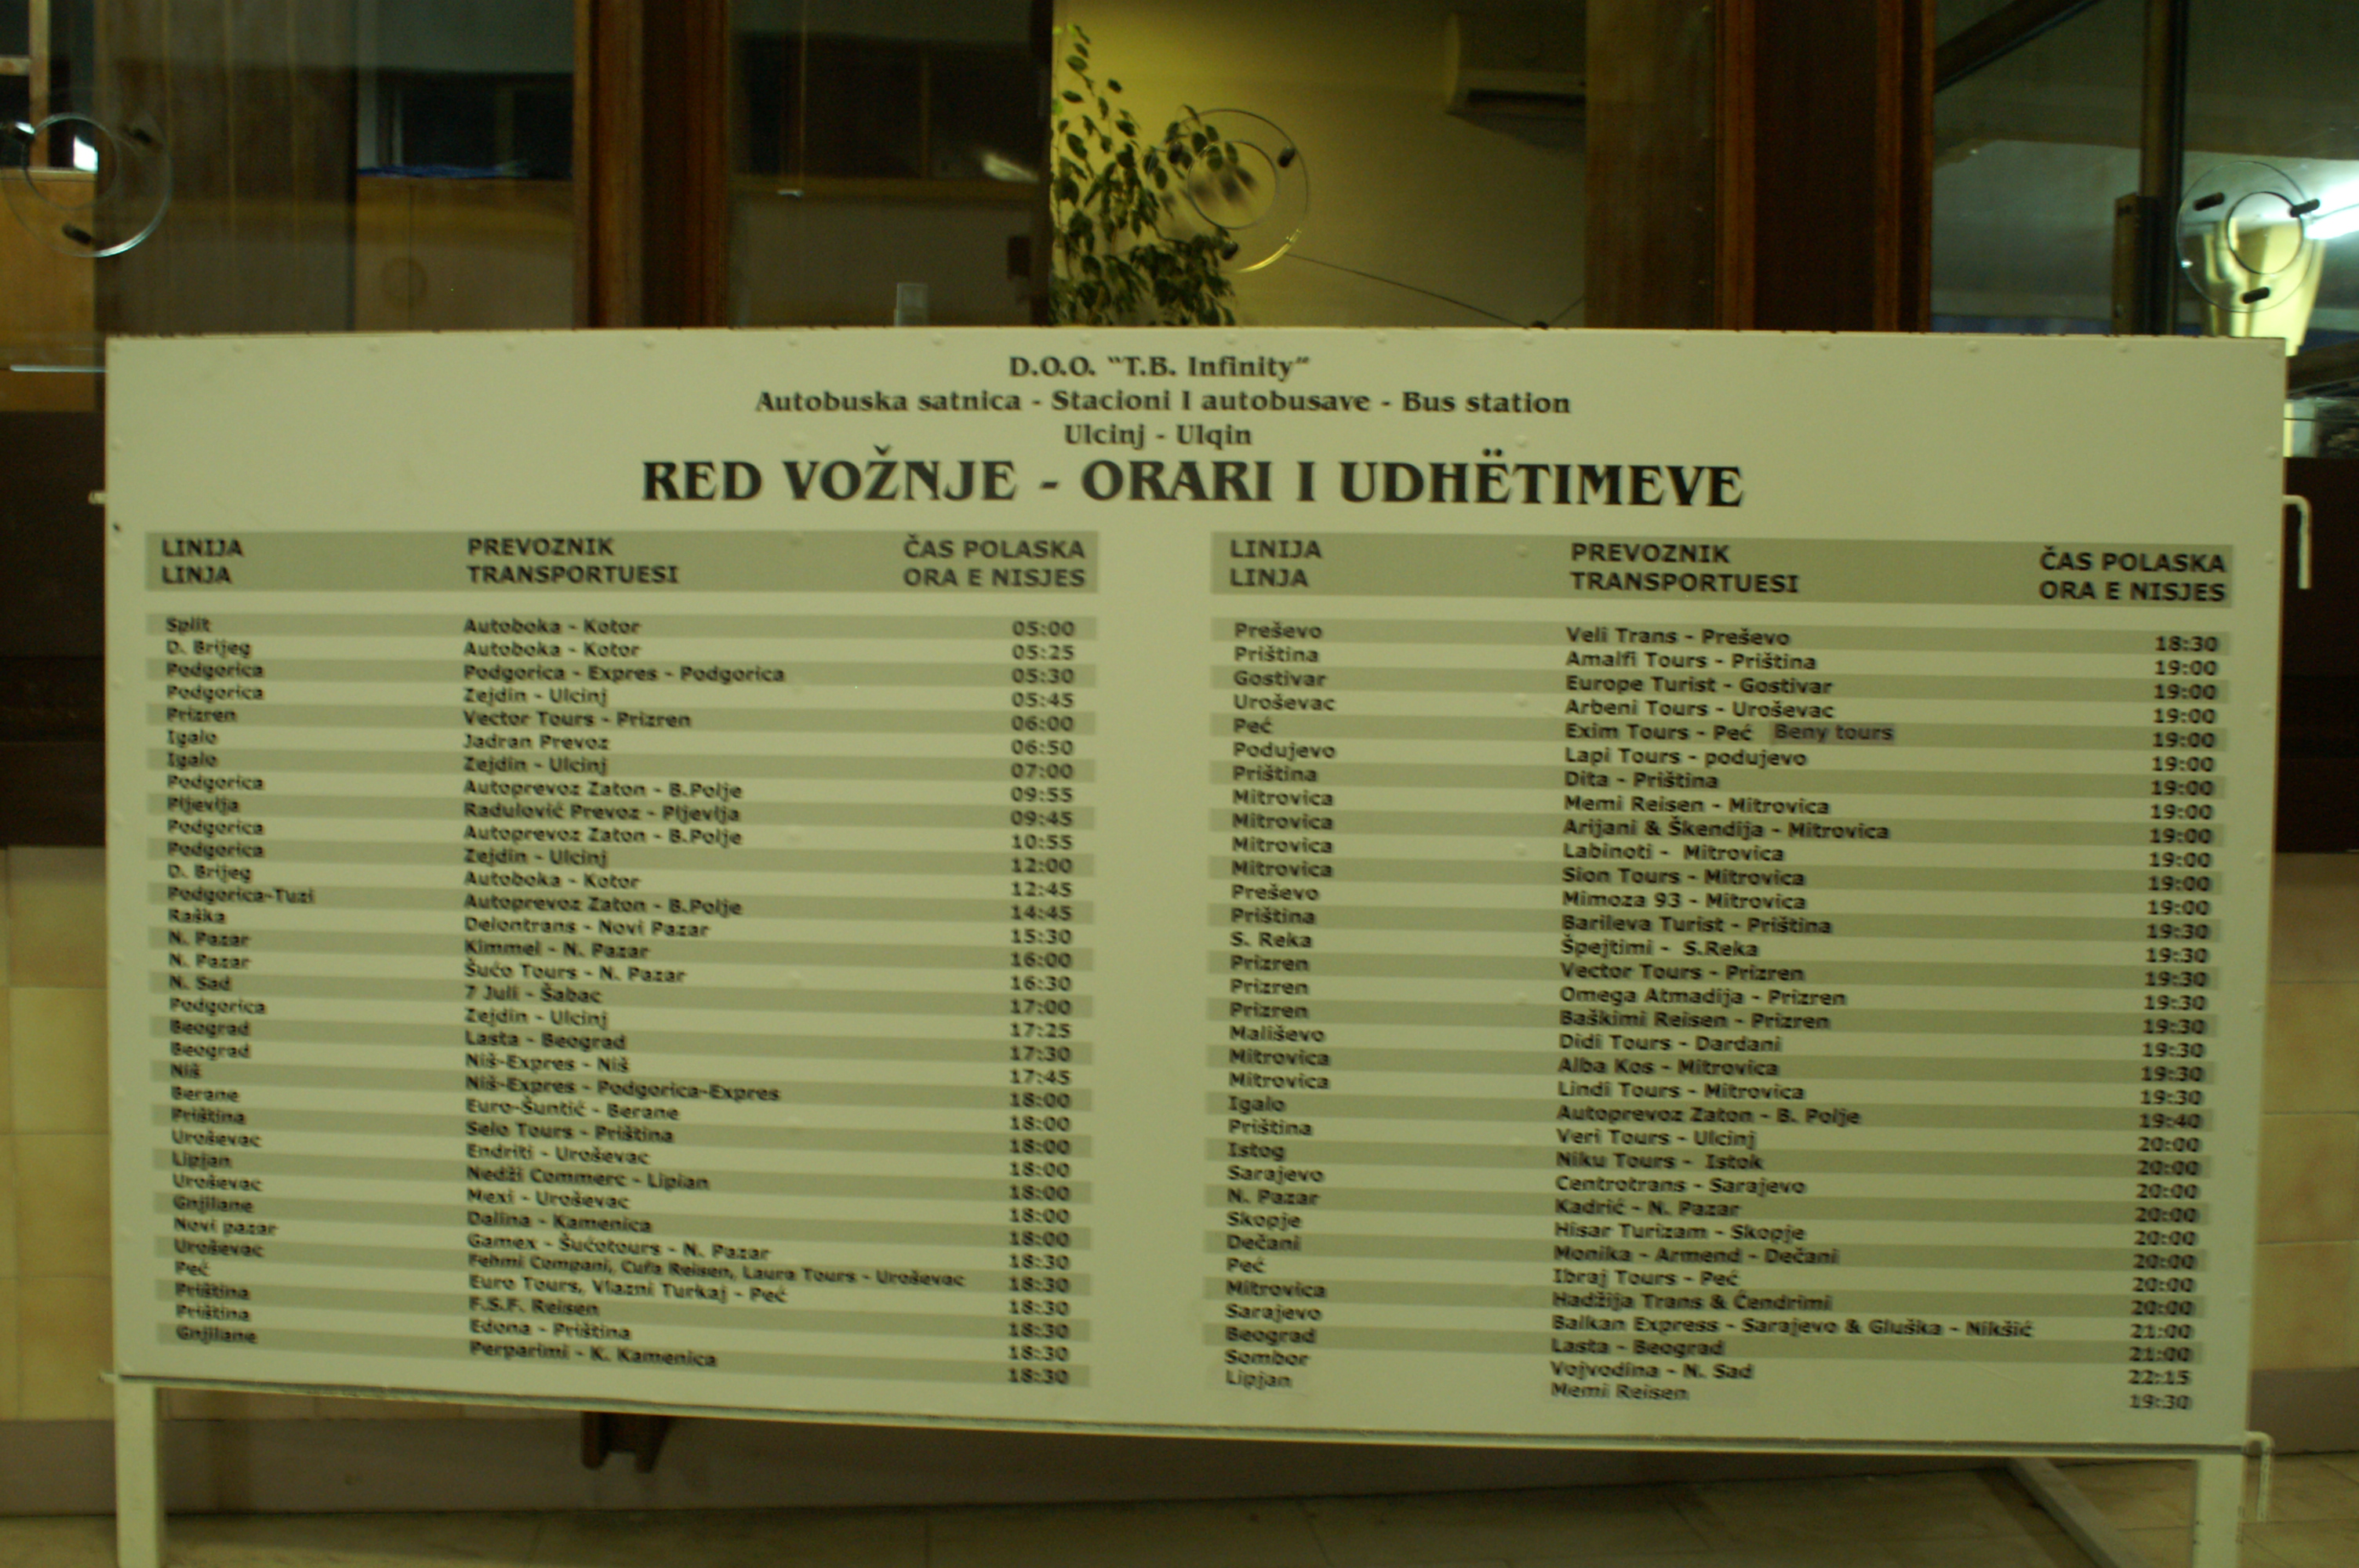 D.O.O. "T.B. Infinity"
Autobuska satnica - Stacioni I autobusave - Bus station
Ulcinj - Ulqin
RED VOŽNJE - ORARI I UDHËTIMEVE
LINIJA PREVOZNIK ČAS POLASKA
LINJA TRANSPORTUESI ORA E NISJES
Split Autoboka - Kotor 05:00
D. Brijeg Autoboka - Kotor 05:25
Podgorica Podgorica - Expres - Podgorica 05:30
Podgorica Zejdin - Ulcinj 05:45
Prizren Vector Tours - Prizren 06:00
Igalo Jadran Prevoz 06:50
Igalo Zejdin - Ulcinj 07:00
Podgorica Autoprevoz Zaton - B.Polje 09:55
Pljevlja Radulović Prevoz - Pljevlja 09:45
Podgorica Autoprevoz Zaton - B.Polje 10:55
Podgorica Zejdin - Ulcinj 12:00
D. Brijeg Autoboka - Kotor 12:45
Podgorica-Tuzi Autoprevoz Zaton - B.Polje 14:45
Raška Delontrans - Novi Pazar 15:30
N. Pazar Kimmel - N. Pazar 16:00
N. Pazar Šućo Tours - N. Pazar 16:30
N. Sad 7 Juli - Šabac 17:00
Podgorica Zejdin - Ulcinj 17:25
Beograd Lasta - Beograd 17:30
Beograd Niš-Expres - Niš 17:45
Niš Niš-Expres - Podgorica-Expres 18:00
Berane Euro-Šuntić - Berane 18:00
Priština Selo Tours - Priština 18:00
Uroševac Endriti - Uroševac 18:00
Lipjan Nedži Commerc - Lipian 18:00
Uroševac Mexi - Uroševac 18:00
Gnjilane Dalina - Kamenica 18:00
Novi pazar Gamex - Šućotours - N. Pazar 18:30
Uroševac Fehmi Compani, Cufa Reisen, Laura Tours - Uroševac 18:30
Peć Euro Tours, Vlazni Turkaj - Peć 18:30
Priština F.S.F. Reisen 18:30
Priština Edona - Priština 18:30
Gnjilane Perparimi - K. Kamenica 18:30
LINIJA PREVOZNIK ČAS POLASKA
LINJA TRANSPORTUESI ORA E NISJES
Preševo Veli Trans - Preševo 18:30
Priština Amalfi Tours - Priština 19:00
Gostivar Europe Turist - Gostivar 19:00
Uroševac Arbeni Tours - Uroševac 19:00
Peć Exim Tours - Peć Beny tours 19:00
Podujevo Lapi Tours - podujevo 19:00
Priština Dita - Priština 19:00
Mitrovica Memi Reisen - Mitrovica 19:00
Mitrovica Arijani & Škendija - Mitrovica 19:00
Mitrovica Labinoti - Mitrovica 19:00
Mitrovica Sion Tours - Mitrovica 19:00
Preševo Mimoza 93 - Mitrovica 19:00
Priština Barileva Turist - Priština 19:30
S. Reka Špejtimi - S.Reka 19:30
Prizren Vector Tours - Prizren 19:30
Prizren Omega Atmadija - Prizren 19:30
Prizren Baškimi Reisen - Prizren 19:30
Mališevo Didi Tours - Dardani 19:30
Mitrovica Alba Kos - Mitrovica 19:30
Mitrovica Lindi Tours - Mitrovica 19:30
Igalo Autoprevoz Zaton - B. Polje 19:40
Priština Veri Tours - Ulcinj 20:00
Istog Niku Tours - Istok 20:00
Sarajevo Centrotrans - Sarajevo 20:00
N. Pazar Kadrić - N. Pazar 20:00
Skopje Hisar Turizam - Skopje 20:00
Dečani Monika - Armend - Dečani 20:00
Peć Ibraj Tours - Peć 20:00
Mitrovica Hadžija Trans & Ćendrimi 20:00
Sarajevo Balkan Express - Sarajevo & Gluška - Nikšić 21:00
Beograd Lasta - Beograd 21:00
Sombor Vojvodina - N. Sad 22:15
Lipjan Memi Reisen 19:30